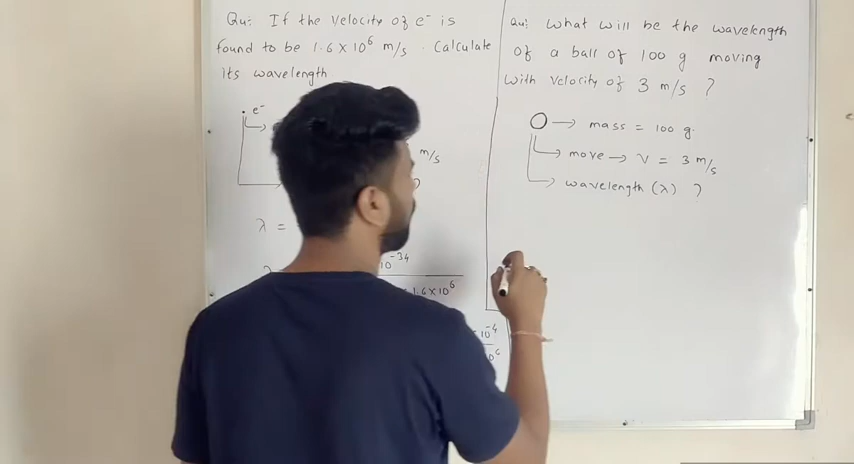 Qu: If the velocity of e⁻ is
found to be 1.6 x 10⁶ m/s . Calculate
its wavelength
e⁻
m/s
?
λ =
10⁻³⁴
1.6 x 10⁶
10⁻⁴
Qu: What will be the wavelength
of a ball of 100 g moving
with velocity of 3 m/s ?
mass = 100 g.
move → v = 3 m/s
wavelength (λ) ?